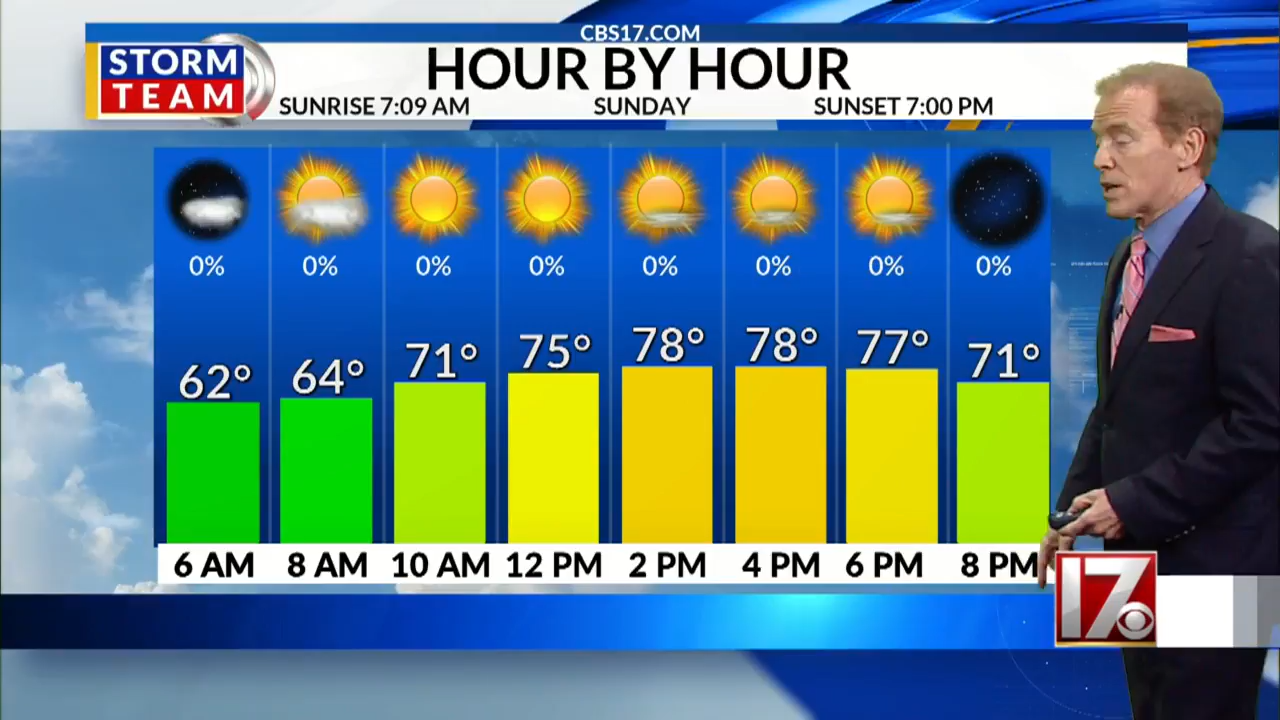 CBS17.COM
STORM
TEAM
HOUR BY HOUR
SUNRISE 7:09 AM SUNDAY SUNSET 7:00 PM
0% 0% 0% 0% 0% 0% 0% 0%
62° 64° 71° 75° 78° 78° 77° 71°
6 AM 8 AM 10 AM 12 PM 2 PM 4 PM 6 PM 8 PM
17